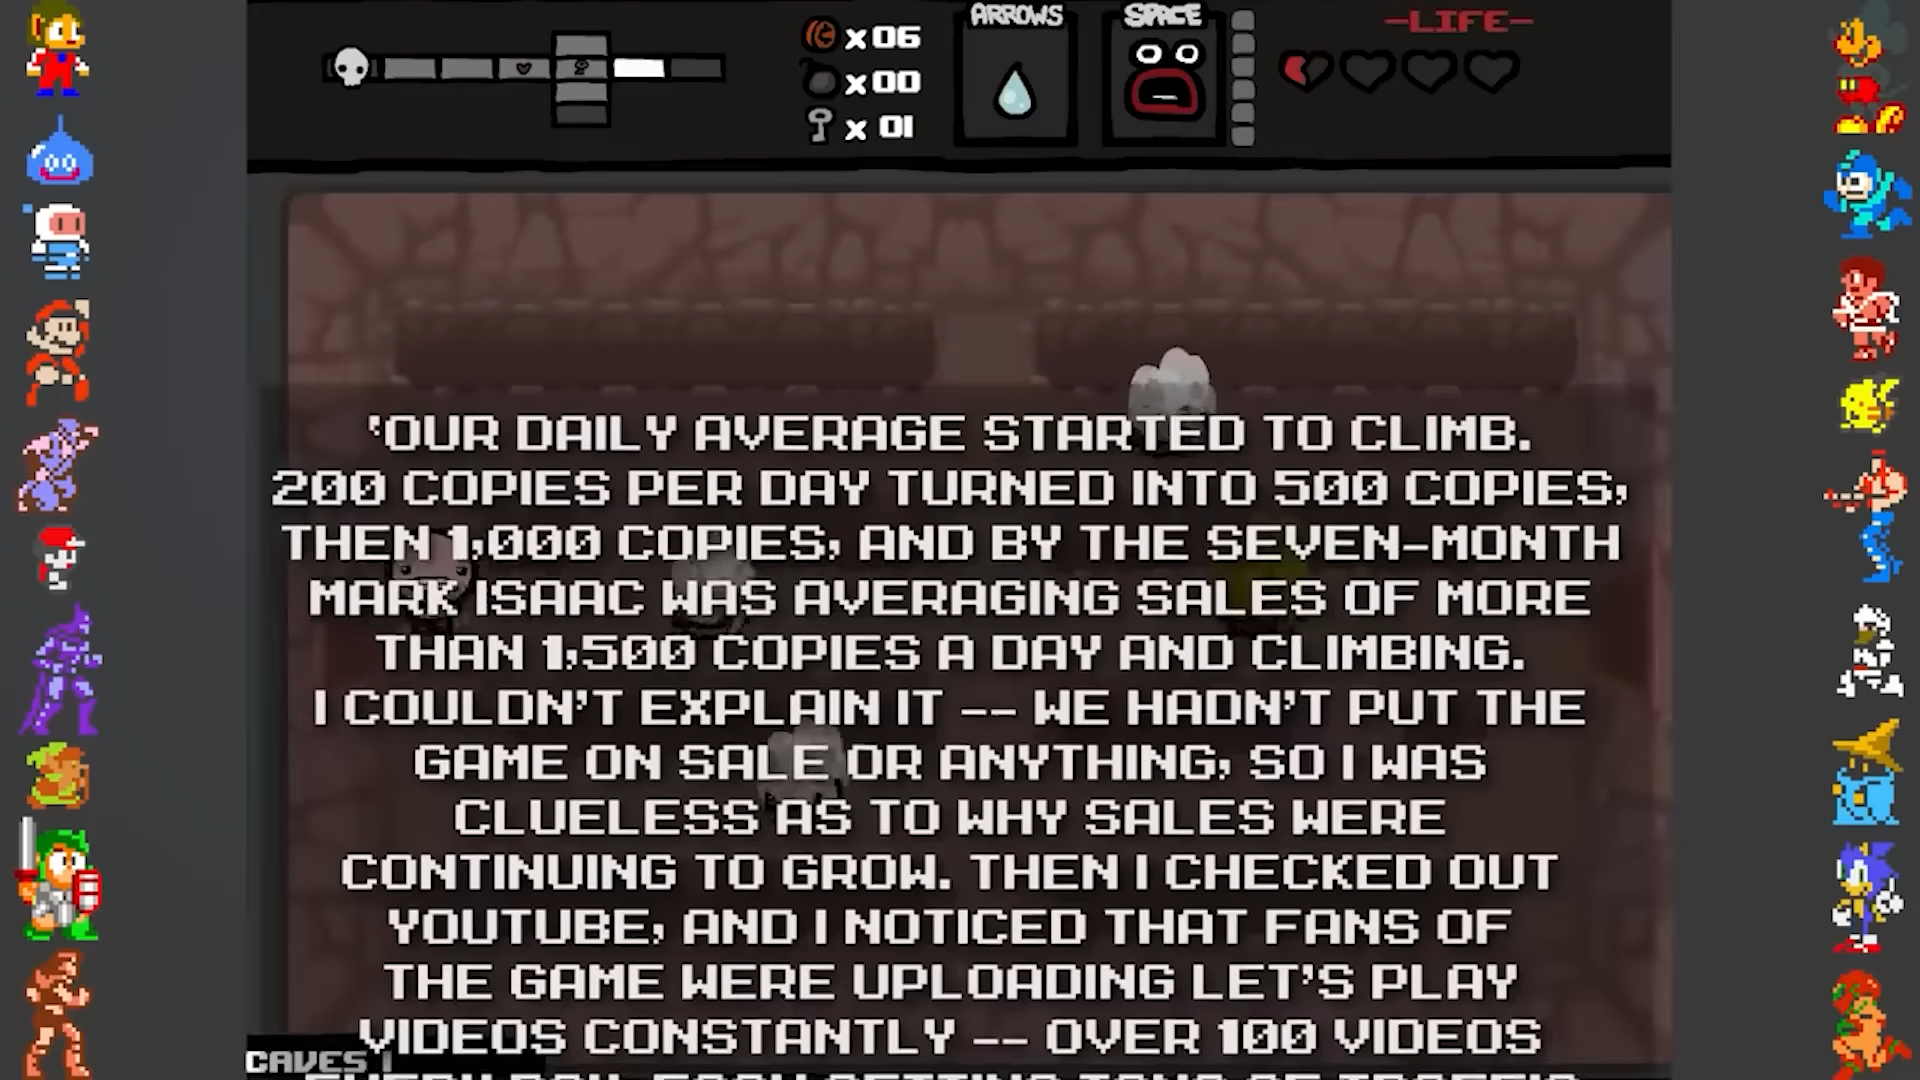 ARROWS
SPACE
-LIFE-
x06
x00
x 01
'OUR DAILY AVERAGE STARTED TO CLIMB.
200 COPIES PER DAY TURNED INTO 500 COPIES,
THEN 1,000 COPIES, AND BY THE SEVEN-MONTH
MARK ISAAC WAS AVERAGING SALES OF MORE
THAN 1,500 COPIES A DAY AND CLIMBING.
I COULDN'T EXPLAIN IT -- WE HADN'T PUT THE
GAME ON SALE OR ANYTHING, SO I WAS
CLUELESS AS TO WHY SALES WERE
CONTINUING TO GROW. THEN I CHECKED OUT
YOUTUBE, AND I NOTICED THAT FANS OF
THE GAME WERE UPLOADING LET'S PLAY
VIDEOS CONSTANTLY -- OVER 100 VIDEOS
CAVES I